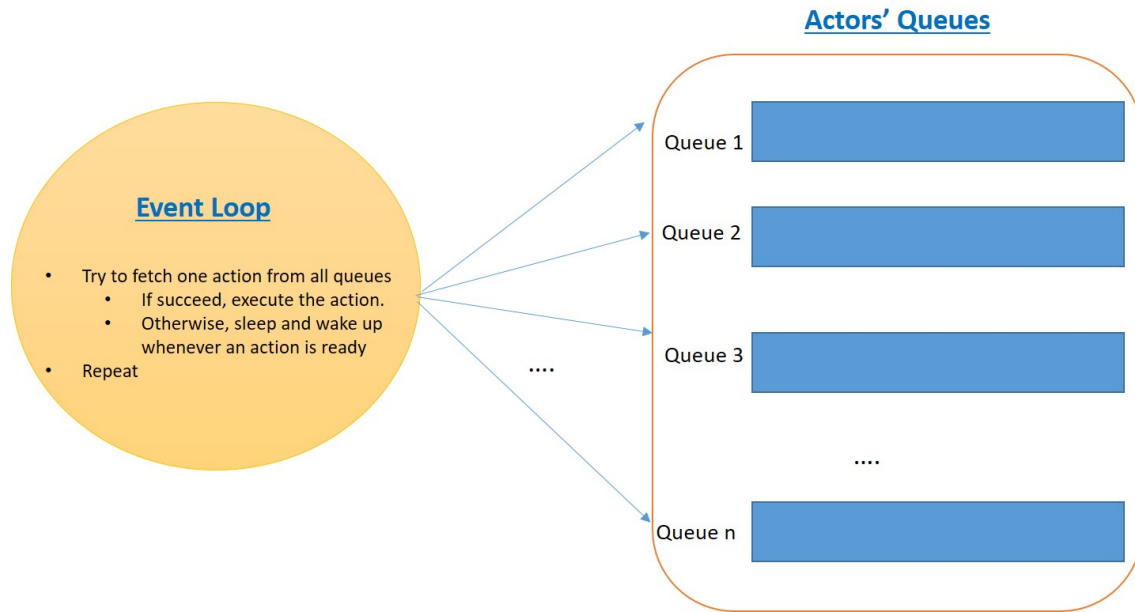 Actors’ Queues
Event Loop
• Try to fetch one action from all queues
• If succeed, execute the action.
• Otherwise, sleep and wake up
whenever an action is ready
• Repeat
....
Queue 1
Queue 2
Queue 3
....
Queue n